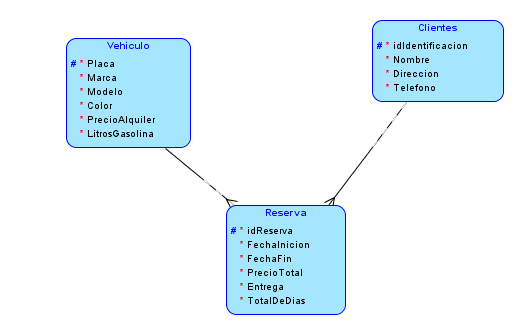 Clientes
# * idIdentificacion
* Nombre
* Direccion
* Telefono
Vehiculo
# * Placa
* Marca
* Modelo
* Color
* PrecioAlquiler
* LitrosGasolina
Reserva
# * idReserva
* FechaInicion
* FechaFin
* PrecioTotal
* Entrega
* TotalDeDias